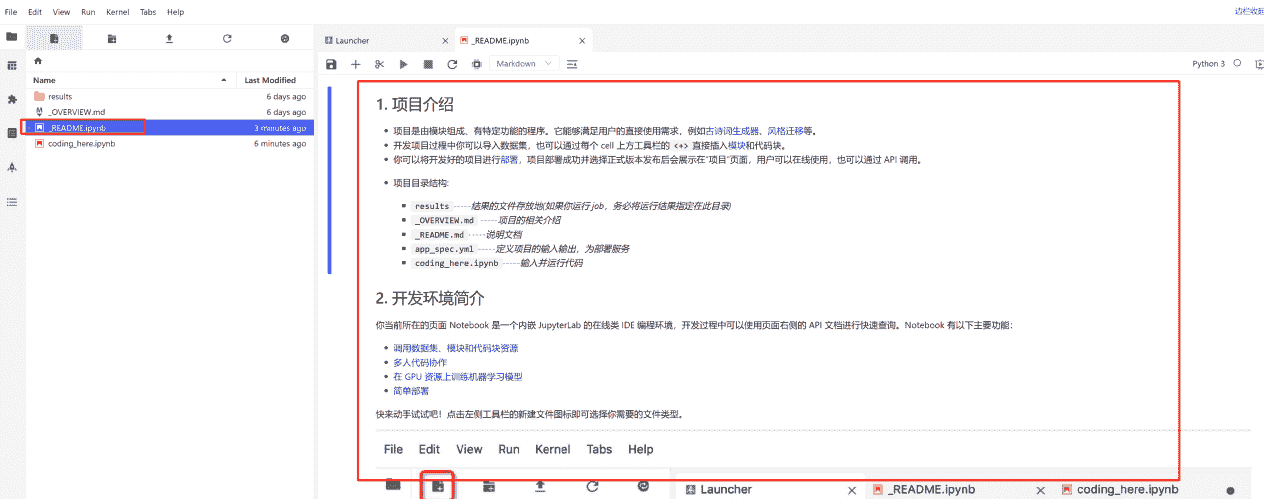 File Edit View Run Kernel Tabs Help
边栏收起
Launcher
_README.ipynb
Markdown
Python 3
Name Last Modified
results 6 days ago
_OVERVIEW.md 6 days ago
_README.ipynb 3 minutes ago
coding_here.ipynb 6 minutes ago
1. 项目介绍
项目是由模块组成、有特定功能的程序。它能够满足用户的直接使用需求，例如古诗词生成器、风格迁移等。
开发项目过程中你可以导入数据集，也可以通过每个 cell 上方工具栏的 <+> 直接插入模块和代码块。
你可以将开发好的项目进行部署，项目部署成功并选择正式版本发布后会展示在“项目”页面，用户可以在线使用，也可以通过 API 调用。
项目目录结构:
results -----结果的文件存放地(如果你运行 job，务必将运行结果指定在此目录)
_OVERVIEW.md -----项目的相关介绍
_README.md -----说明文档
app_spec.yml -----定义项目的输入输出，为部署服务
coding_here.ipynb -----输入并运行代码
2. 开发环境简介
你当前所在的页面 Notebook 是一个内嵌 JupyterLab 的在线类 IDE 编程环境，开发过程中可以使用页面右侧的 API 文档进行快速查询。Notebook 有以下主要功能：
调用数据集、模块和代码块资源
多人代码协作
在 GPU 资源上训练机器学习模型
简单部署
快来动手试试吧！点击左侧工具栏的新建文件图标即可选择你需要的文件类型。
File Edit View Run Kernel Tabs Help
Launcher
_README.ipynb
coding_here.ipynb